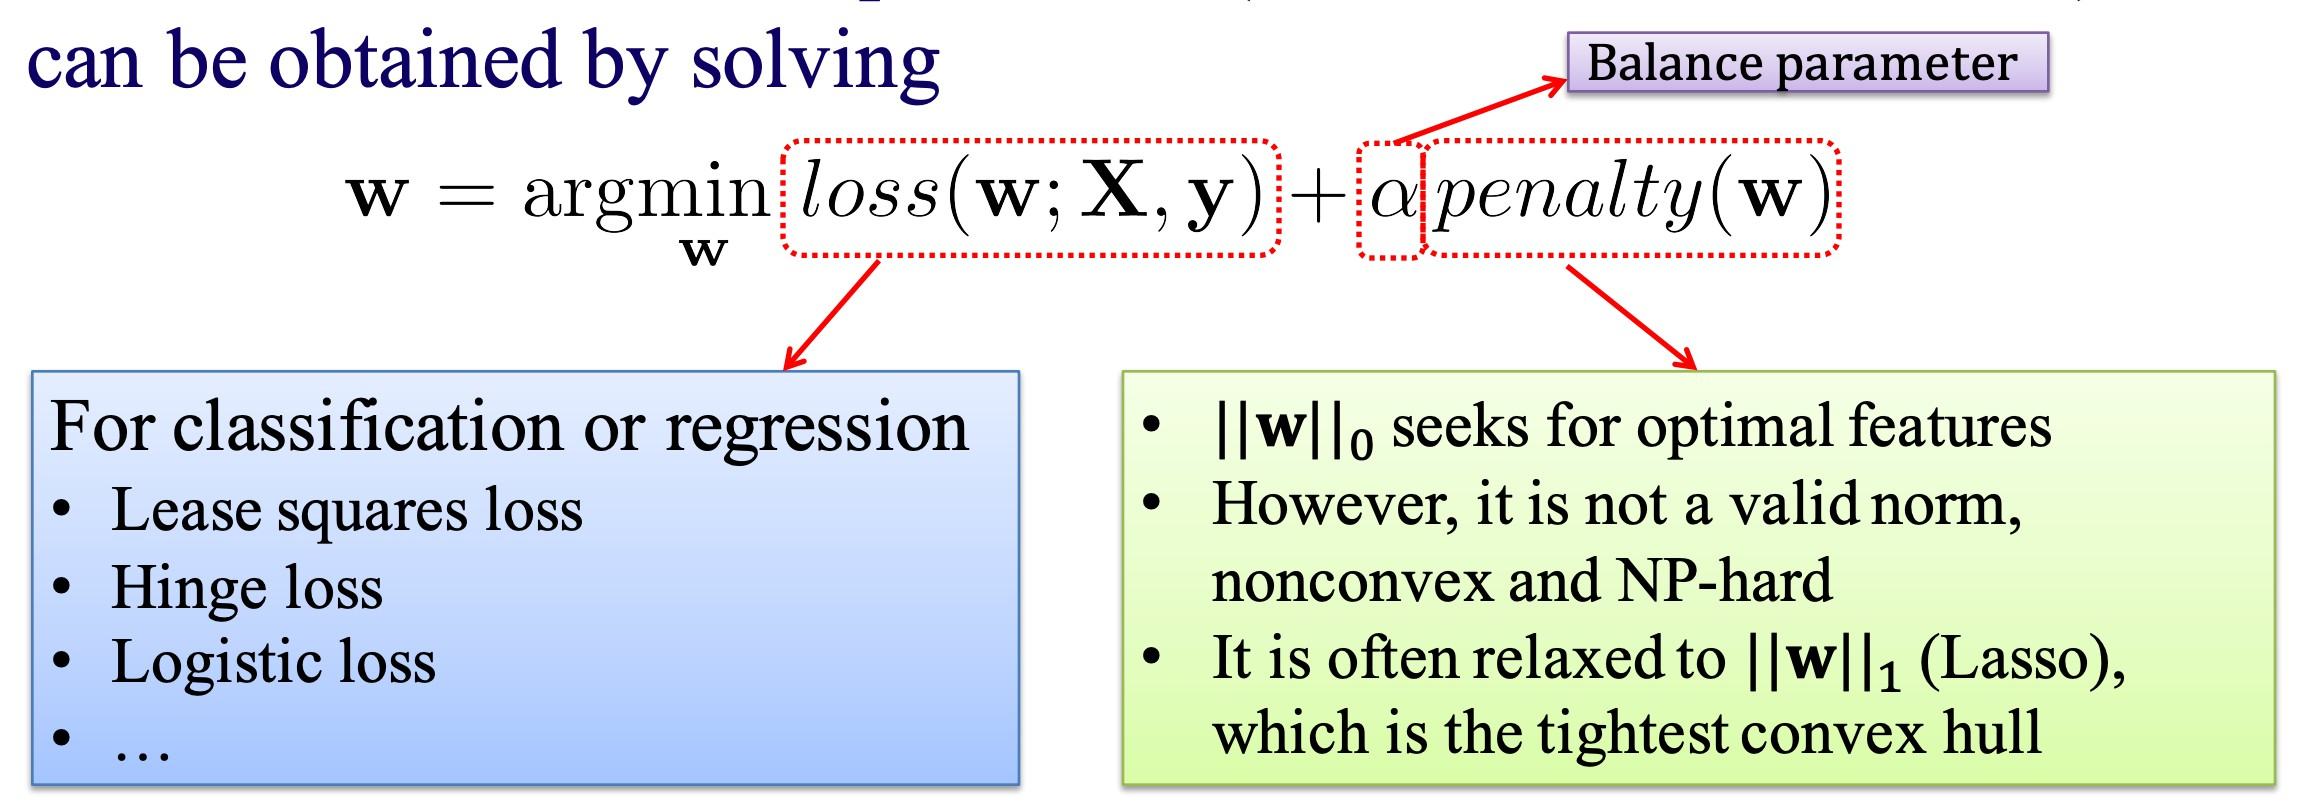 can be obtained by solving
Balance parameter
w = argmin loss(w; X, y) + α penalty(w)
w
For classification or regression
• Lease squares loss
• Hinge loss
• Logistic loss
• …
• ||w||₀ seeks for optimal features
• However, it is not a valid norm,
nonconvex and NP-hard
• It is often relaxed to ||w||₁ (Lasso),
which is the tightest convex hull